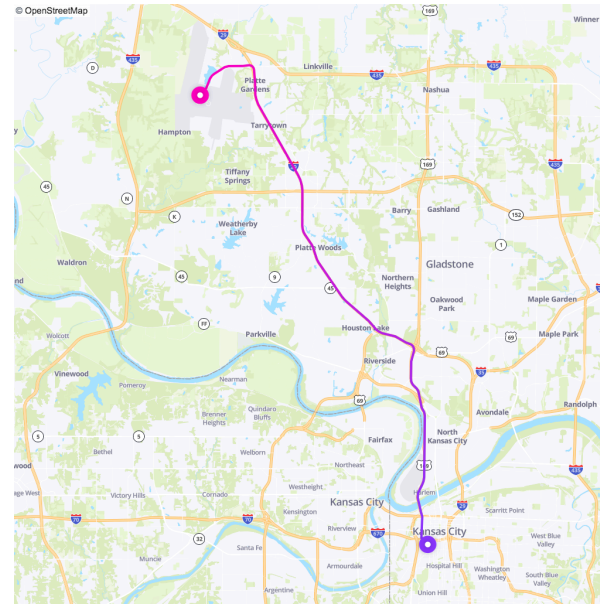 © OpenStreetMap
169
Winner
29
435
D
Linkville
435
435
Platte
Gardens
Nashua
Hampton
Tarrytown
29
169
435
Tiffany
Springs
45
N
K
Barry
Gashland
152
Weatherby
Lake
Platte Woods
1
Waldron
Gladstone
45
9
45
Northern
Heights
Oakwood
Park
Maple Garden
FF
Houston Lake
Parkville
69
Maple Park
Wolcott
69
Riverside
Vinewood
Nearman
35
Pomeroy
69
Randolph
Brenner
Heights
Quindaro
Bluffs
Avondale
5
5
Fairfax
North
Kansas City
Bethel
Welborn
Northeast
169
435
Victory Hills
Cornado
Westheight
Harlem
Kansas City
Kensington
29
Scarritt Point
70
70
Riverview
670
Kansas City
West Blue
Valley
32
Santa Fe
Muncie
Armourdale
Hospital Hill
Union Hill
Washington
Wheatley
South Blue
Valley
Argentine